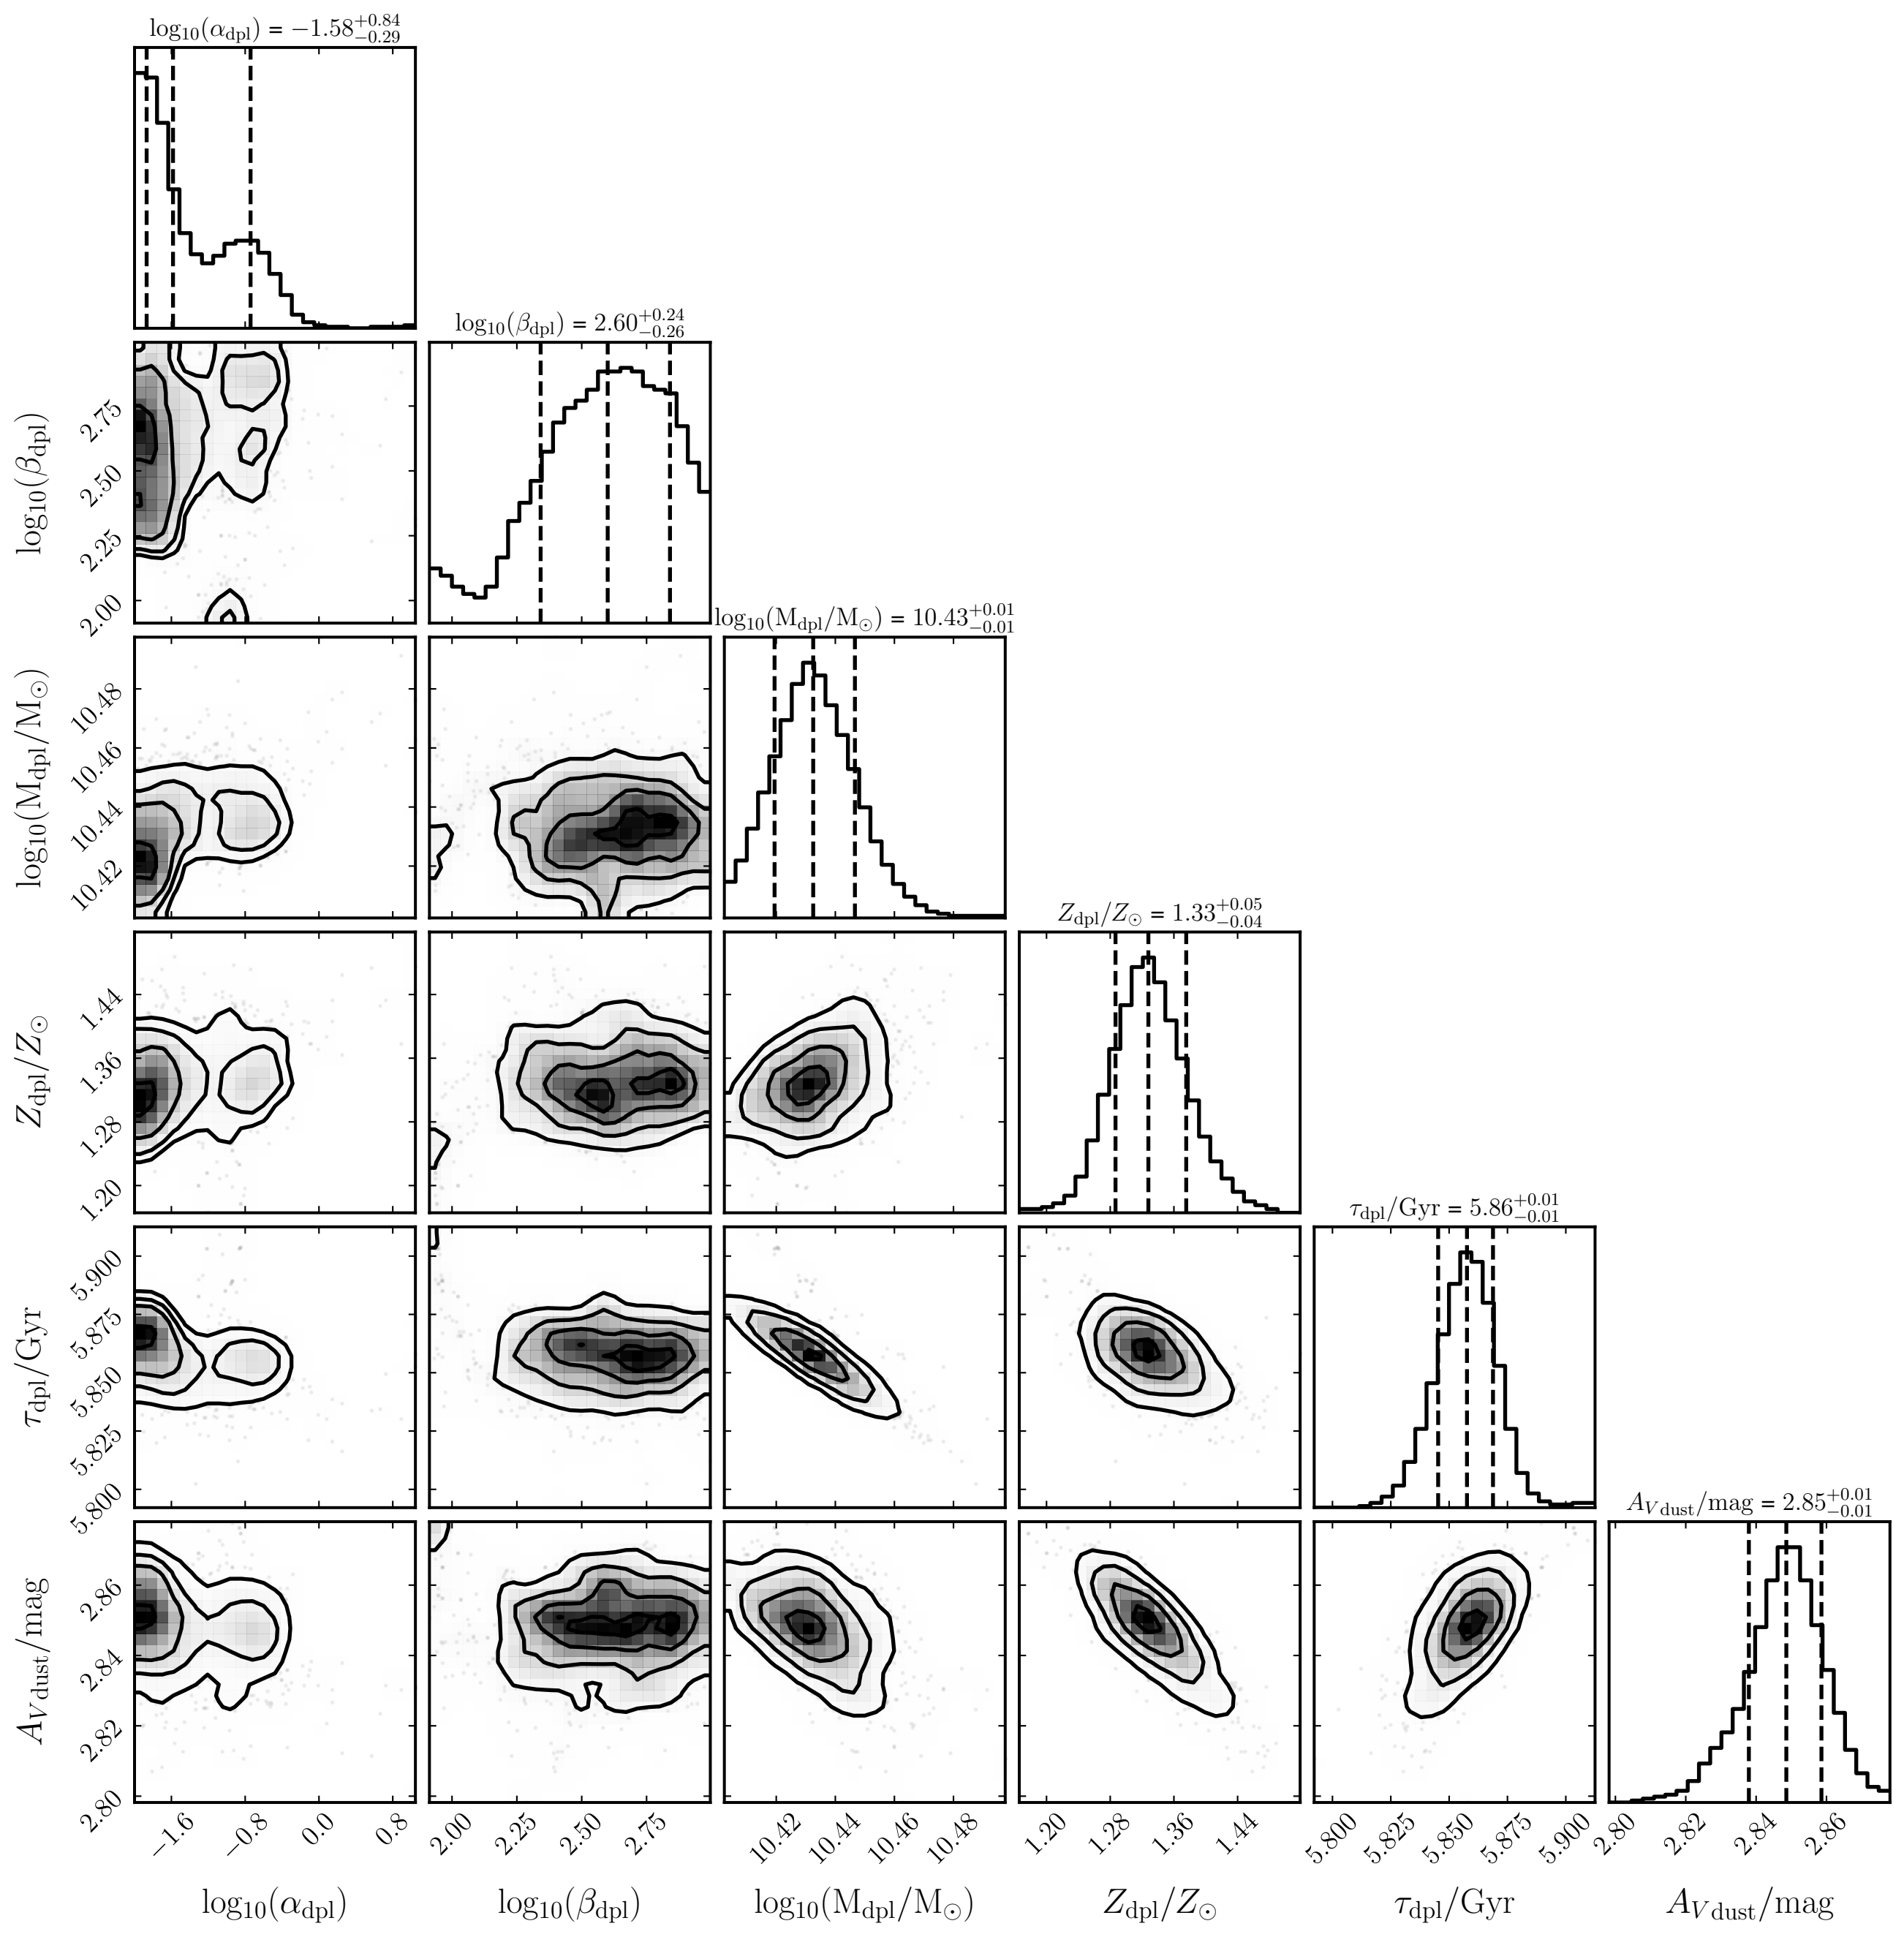 log10(αdpl) = −1.58+0.84−0.29
log10(βdpl) = 2.60+0.24−0.26
2.75
2.50
2.25
2.00
log10(βdpl)
log10(Mdpl/M⊙) = 10.43+0.01−0.01
10.48
10.46
10.44
10.42
log10(Mdpl/M⊙)
Zdpl/Z⊙ = 1.33+0.05−0.04
1.44
1.36
1.28
1.20
Zdpl/Z⊙
τdpl/Gyr = 5.86+0.01−0.01
5.900
5.875
5.850
5.825
5.800
τdpl/Gyr
AV dust/mag = 2.85+0.01−0.01
2.86
2.84
2.82
2.80
AV dust/mag
−1.6 −0.8 0.0 0.8 2.00 2.25 2.50 2.75 10.42 10.44 10.46 10.48 1.20 1.28 1.36 1.44 5.800 5.825 5.850 5.875 5.900 2.80 2.82 2.84 2.86
log10(αdpl) log10(βdpl) log10(Mdpl/M⊙) Zdpl/Z⊙ τdpl/Gyr AV dust/mag